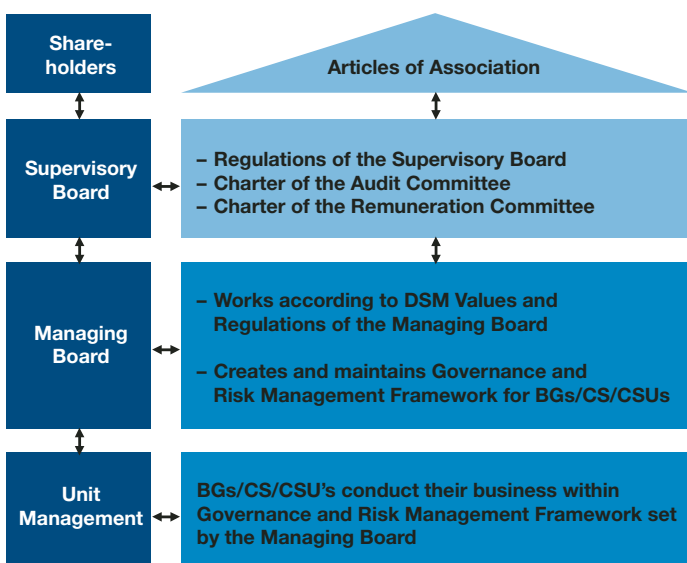 Share-
holders
Articles of Association
Supervisory
Board
– Regulations of the Supervisory Board
– Charter of the Audit Committee
– Charter of the Remuneration Committee
Managing
Board
– Works according to DSM Values and
Regulations of the Managing Board
– Creates and maintains Governance and
Risk Management Framework for BGs/CS/CSUs
Unit
Management
BGs/CS/CSU's conduct their business within
Governance and Risk Management Framework set
by the Managing Board